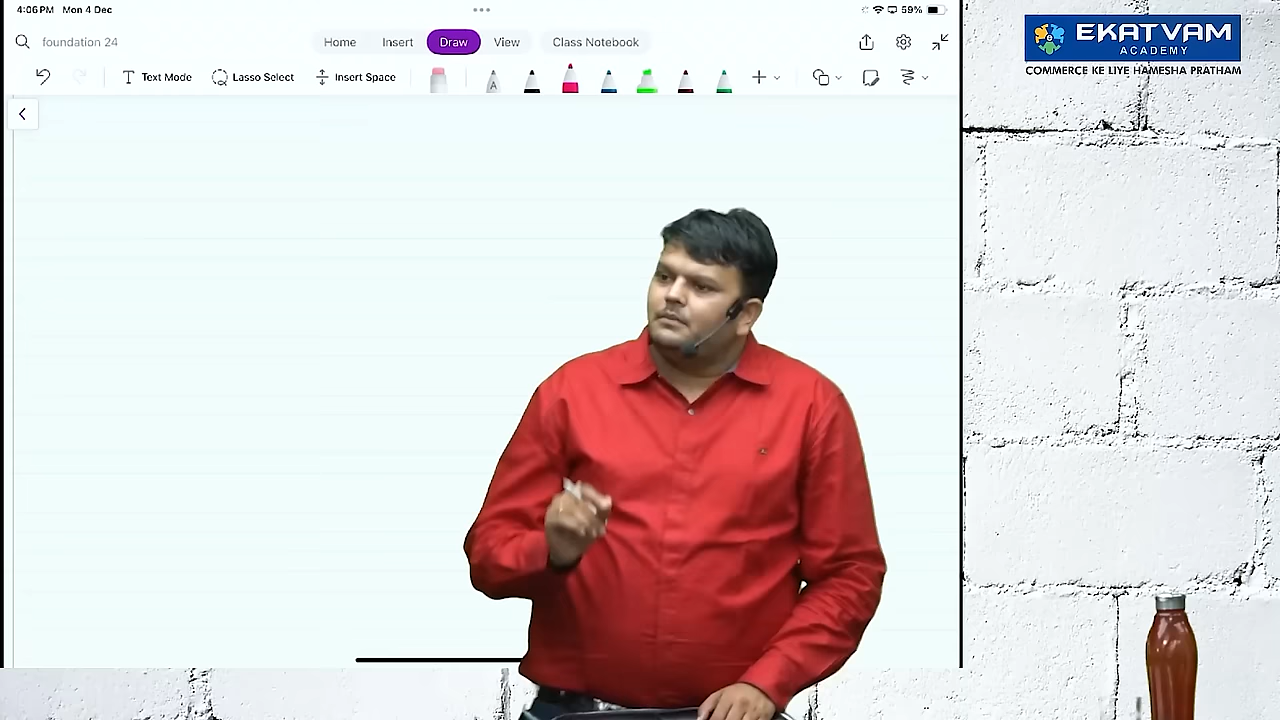 4:06 PM Mon 4 Dec
59%
foundation 24
Home Insert Draw View Class Notebook
Text Mode Lasso Select Insert Space
A
EKATVAM
ACADEMY
COMMERCE KE LIYE HAMESHA PRATHAM